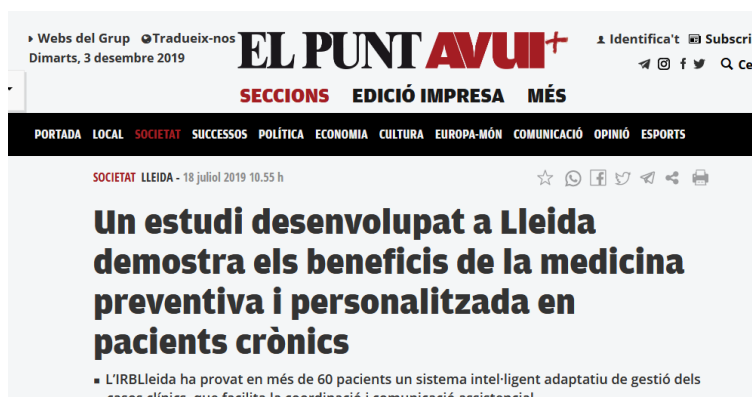 Webs del Grup Tradueix-nos
Dimarts, 3 desembre 2019
EL PUNT AVUI+
Identifica't
SECCIONS EDICIÓ IMPRESA MÉS
PORTADA LOCAL SOCIETAT SUCCESSOS POLÍTICA ECONOMIA CULTURA EUROPA-MÓN COMUNICACIÓ OPINIÓ ESPORTS
SOCIETAT LLEIDA - 18 juliol 2019 10.55 h
Un estudi desenvolupat a Lleida
demostra els beneficis de la medicina
preventiva i personalitzada en
pacients crònics
L'IRBLleida ha provat en més de 60 pacients un sistema intel·ligent adaptatiu de gestió dels